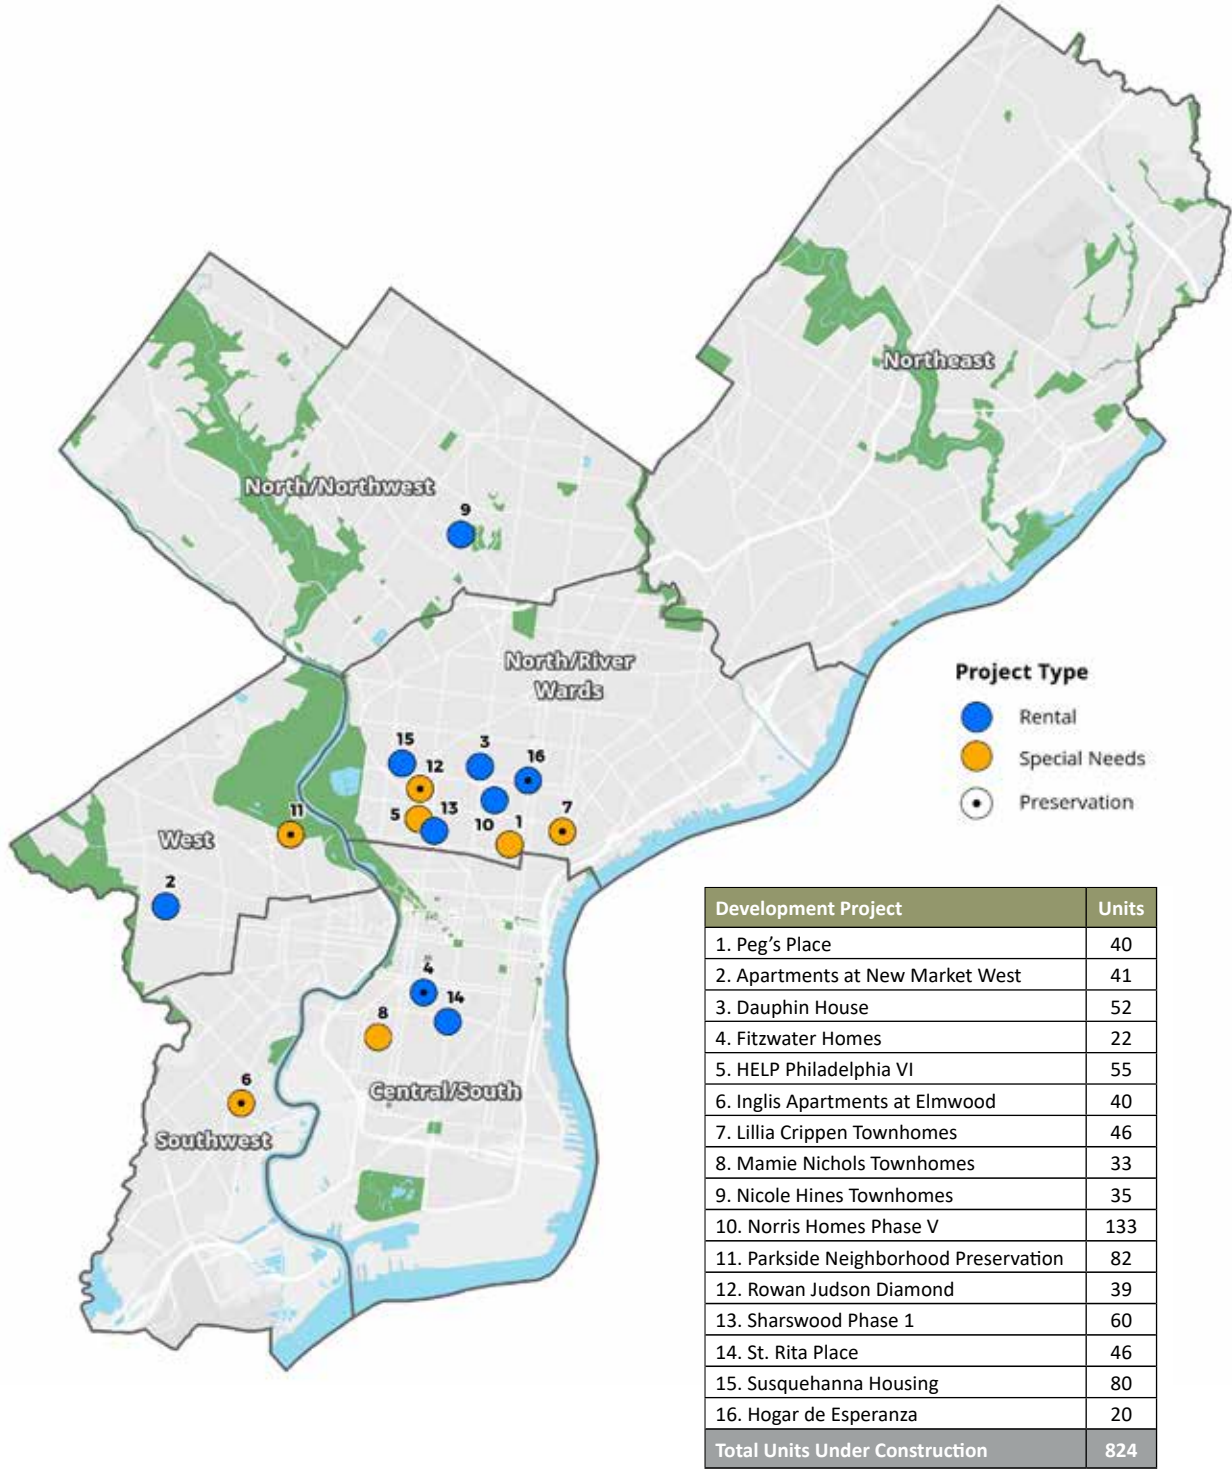 Northeast
North/Northwest
9
North/River
Wards
15
3
16
12
5
13
10
1
7
11
West
2
4
14
8
Central/South
6
Southwest
Project Type
Rental
Special Needs
Preservation
Development Project Units
1. Peg’s Place 40
2. Apartments at New Market West 41
3. Dauphin House 52
4. Fitzwater Homes 22
5. HELP Philadelphia VI 55
6. Inglis Apartments at Elmwood 40
7. Lillia Crippen Townhomes 46
8. Mamie Nichols Townhomes 33
9. Nicole Hines Townhomes 35
10. Norris Homes Phase V 133
11. Parkside Neighborhood Preservation 82
12. Rowan Judson Diamond 39
13. Sharswood Phase 1 60
14. St. Rita Place 46
15. Susquehanna Housing 80
16. Hogar de Esperanza 20
Total Units Under Construction 824